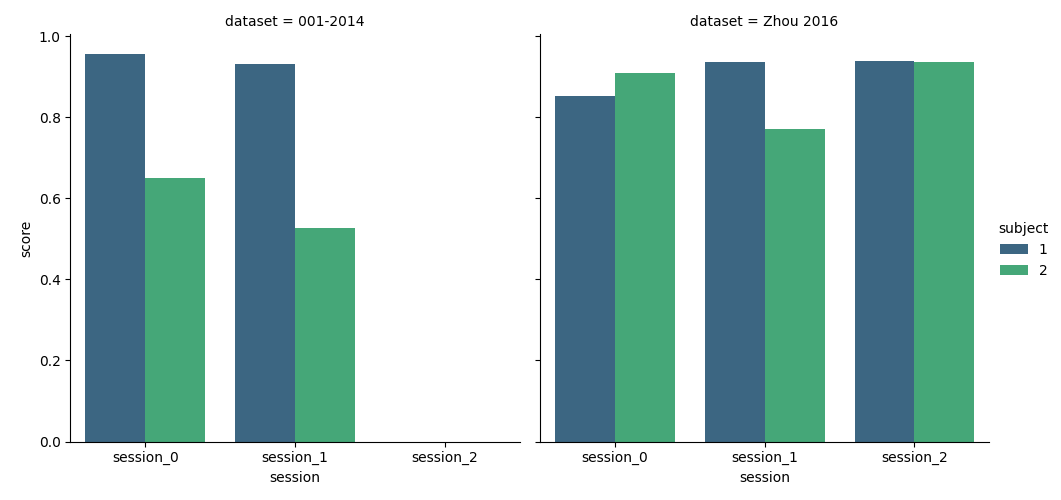 dataset = 001-2014
dataset = Zhou 2016
1.0
0.8
0.6
0.4
0.2
0.0
score
session_0
session_1
session_2
session
session_0
session_1
session_2
session
subject
1
2